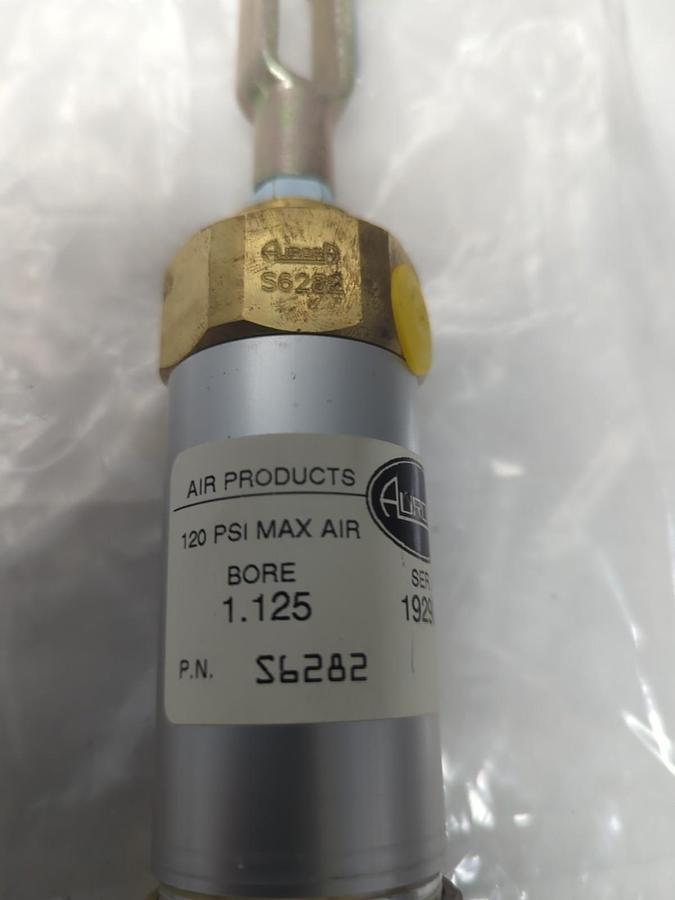 AURORA
S6282
AIR PRODUCTS
120 PSI MAX AIR
BORE
1.125
P.N. S6282